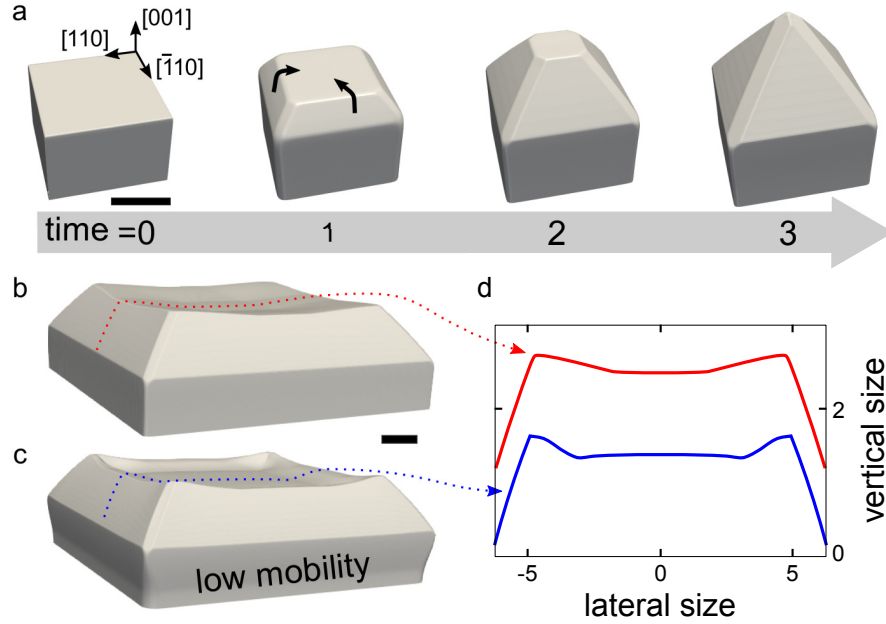 a
[001]
[110]
[1̄10]
time =0 1 2 3
b
d
c
low mobility
2
0
vertical size
-5 0 5
lateral size